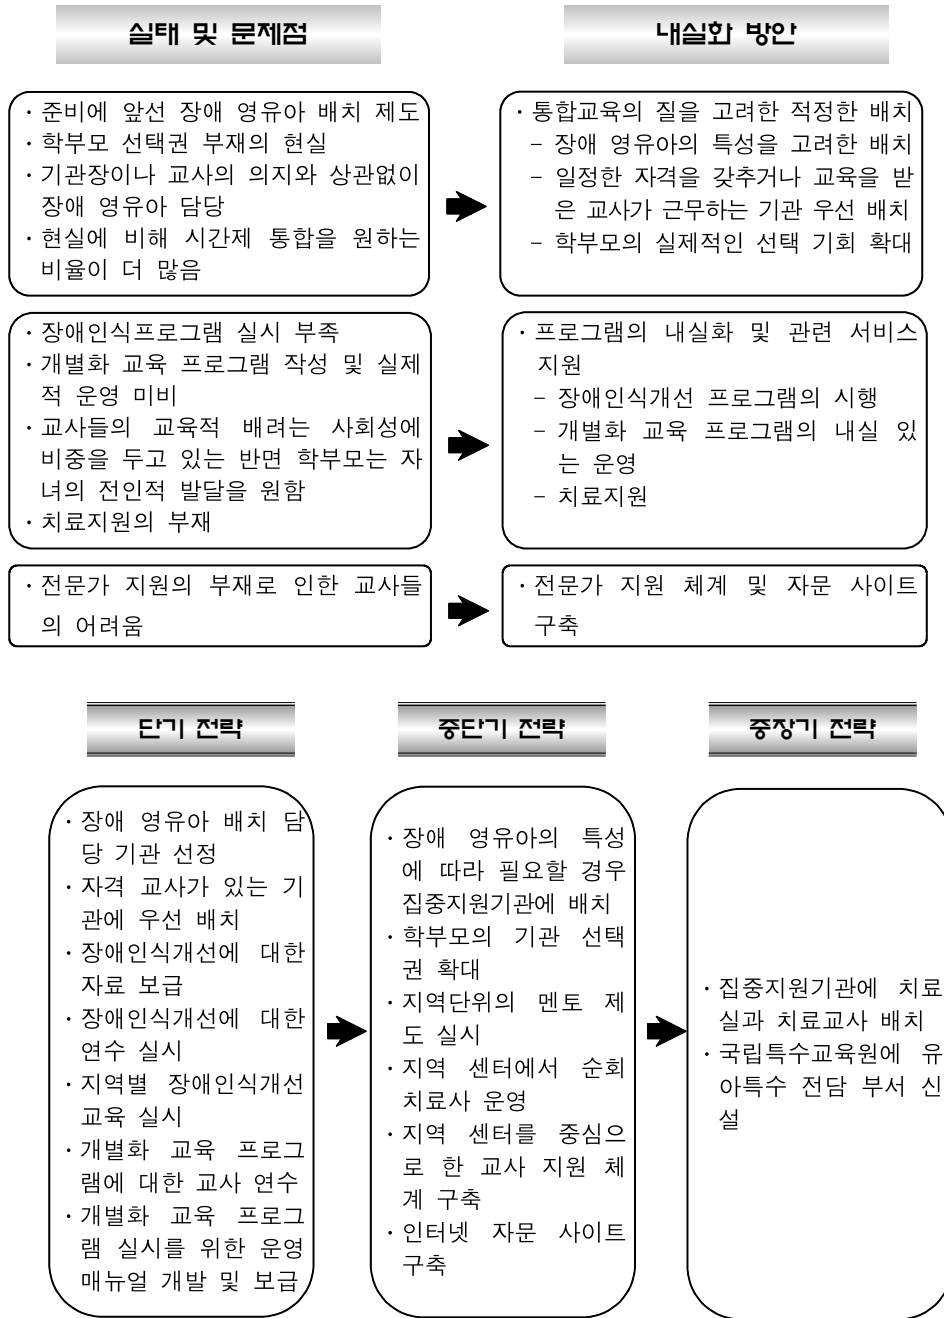 실태 및 문제점
· 준비에 앞선 장애 영유아 배치 제도
· 학부모 선택권 부재의 현실
· 기관장이나 교사의 의지와 상관없이
장애 영유아 담당
· 현실에 비해 시간제 통합을 원하는
비율이 더 많음
내실화 방안
· 통합교육의 질을 고려한 적정한 배치
- 장애 영유아의 특성을 고려한 배치
- 일정한 자격을 갖추거나 교육을 받
은 교사가 근무하는 기관 우선 배치
- 학부모의 실제적인 선택 기회 확대
· 장애인식프로그램 실시 부족
· 개별화 교육 프로그램 작성 및 실제
적 운영 미비
· 교사들의 교육적 배려는 사회성에
비중을 두고 있는 반면 학부모는 자
녀의 전인적 발달을 원함
· 치료지원의 부재
· 프로그램의 내실화 및 관련 서비스
지원
- 장애인식개선 프로그램의 시행
- 개별화 교육 프로그램의 내실 있
는 운영
- 치료지원
· 전문가 지원의 부재로 인한 교사들
의 어려움
· 전문가 지원 체계 및 자문 사이트
구축
단기 전략
· 장애 영유아 배치 담
당 기관 선정
· 자격 교사가 있는 기
관에 우선 배치
· 장애인식개선에 대한
자료 보급
· 장애인식개선에 대한
연수 실시
· 지역별 장애인식개선
교육 실시
· 개별화 교육 프로그
램에 대한 교사 연수
· 개별화 교육 프로그
램 실시를 위한 운영
매뉴얼 개발 및 보급
중단기 전략
· 장애 영유아의 특성
에 따라 필요할 경우
집중지원기관에 배치
· 학부모의 기관 선택
권 확대
· 지역단위의 멘토 제
도 실시
· 지역 센터에서 순회
치료사 운영
· 지역 센터를 중심으
로 한 교사 지원 체
계 구축
· 인터넷 자문 사이트
구축
중장기 전략
· 집중지원기관에 치료
실과 치료교사 배치
· 국립특수교육원에 유
아특수 전담 부서 신
설